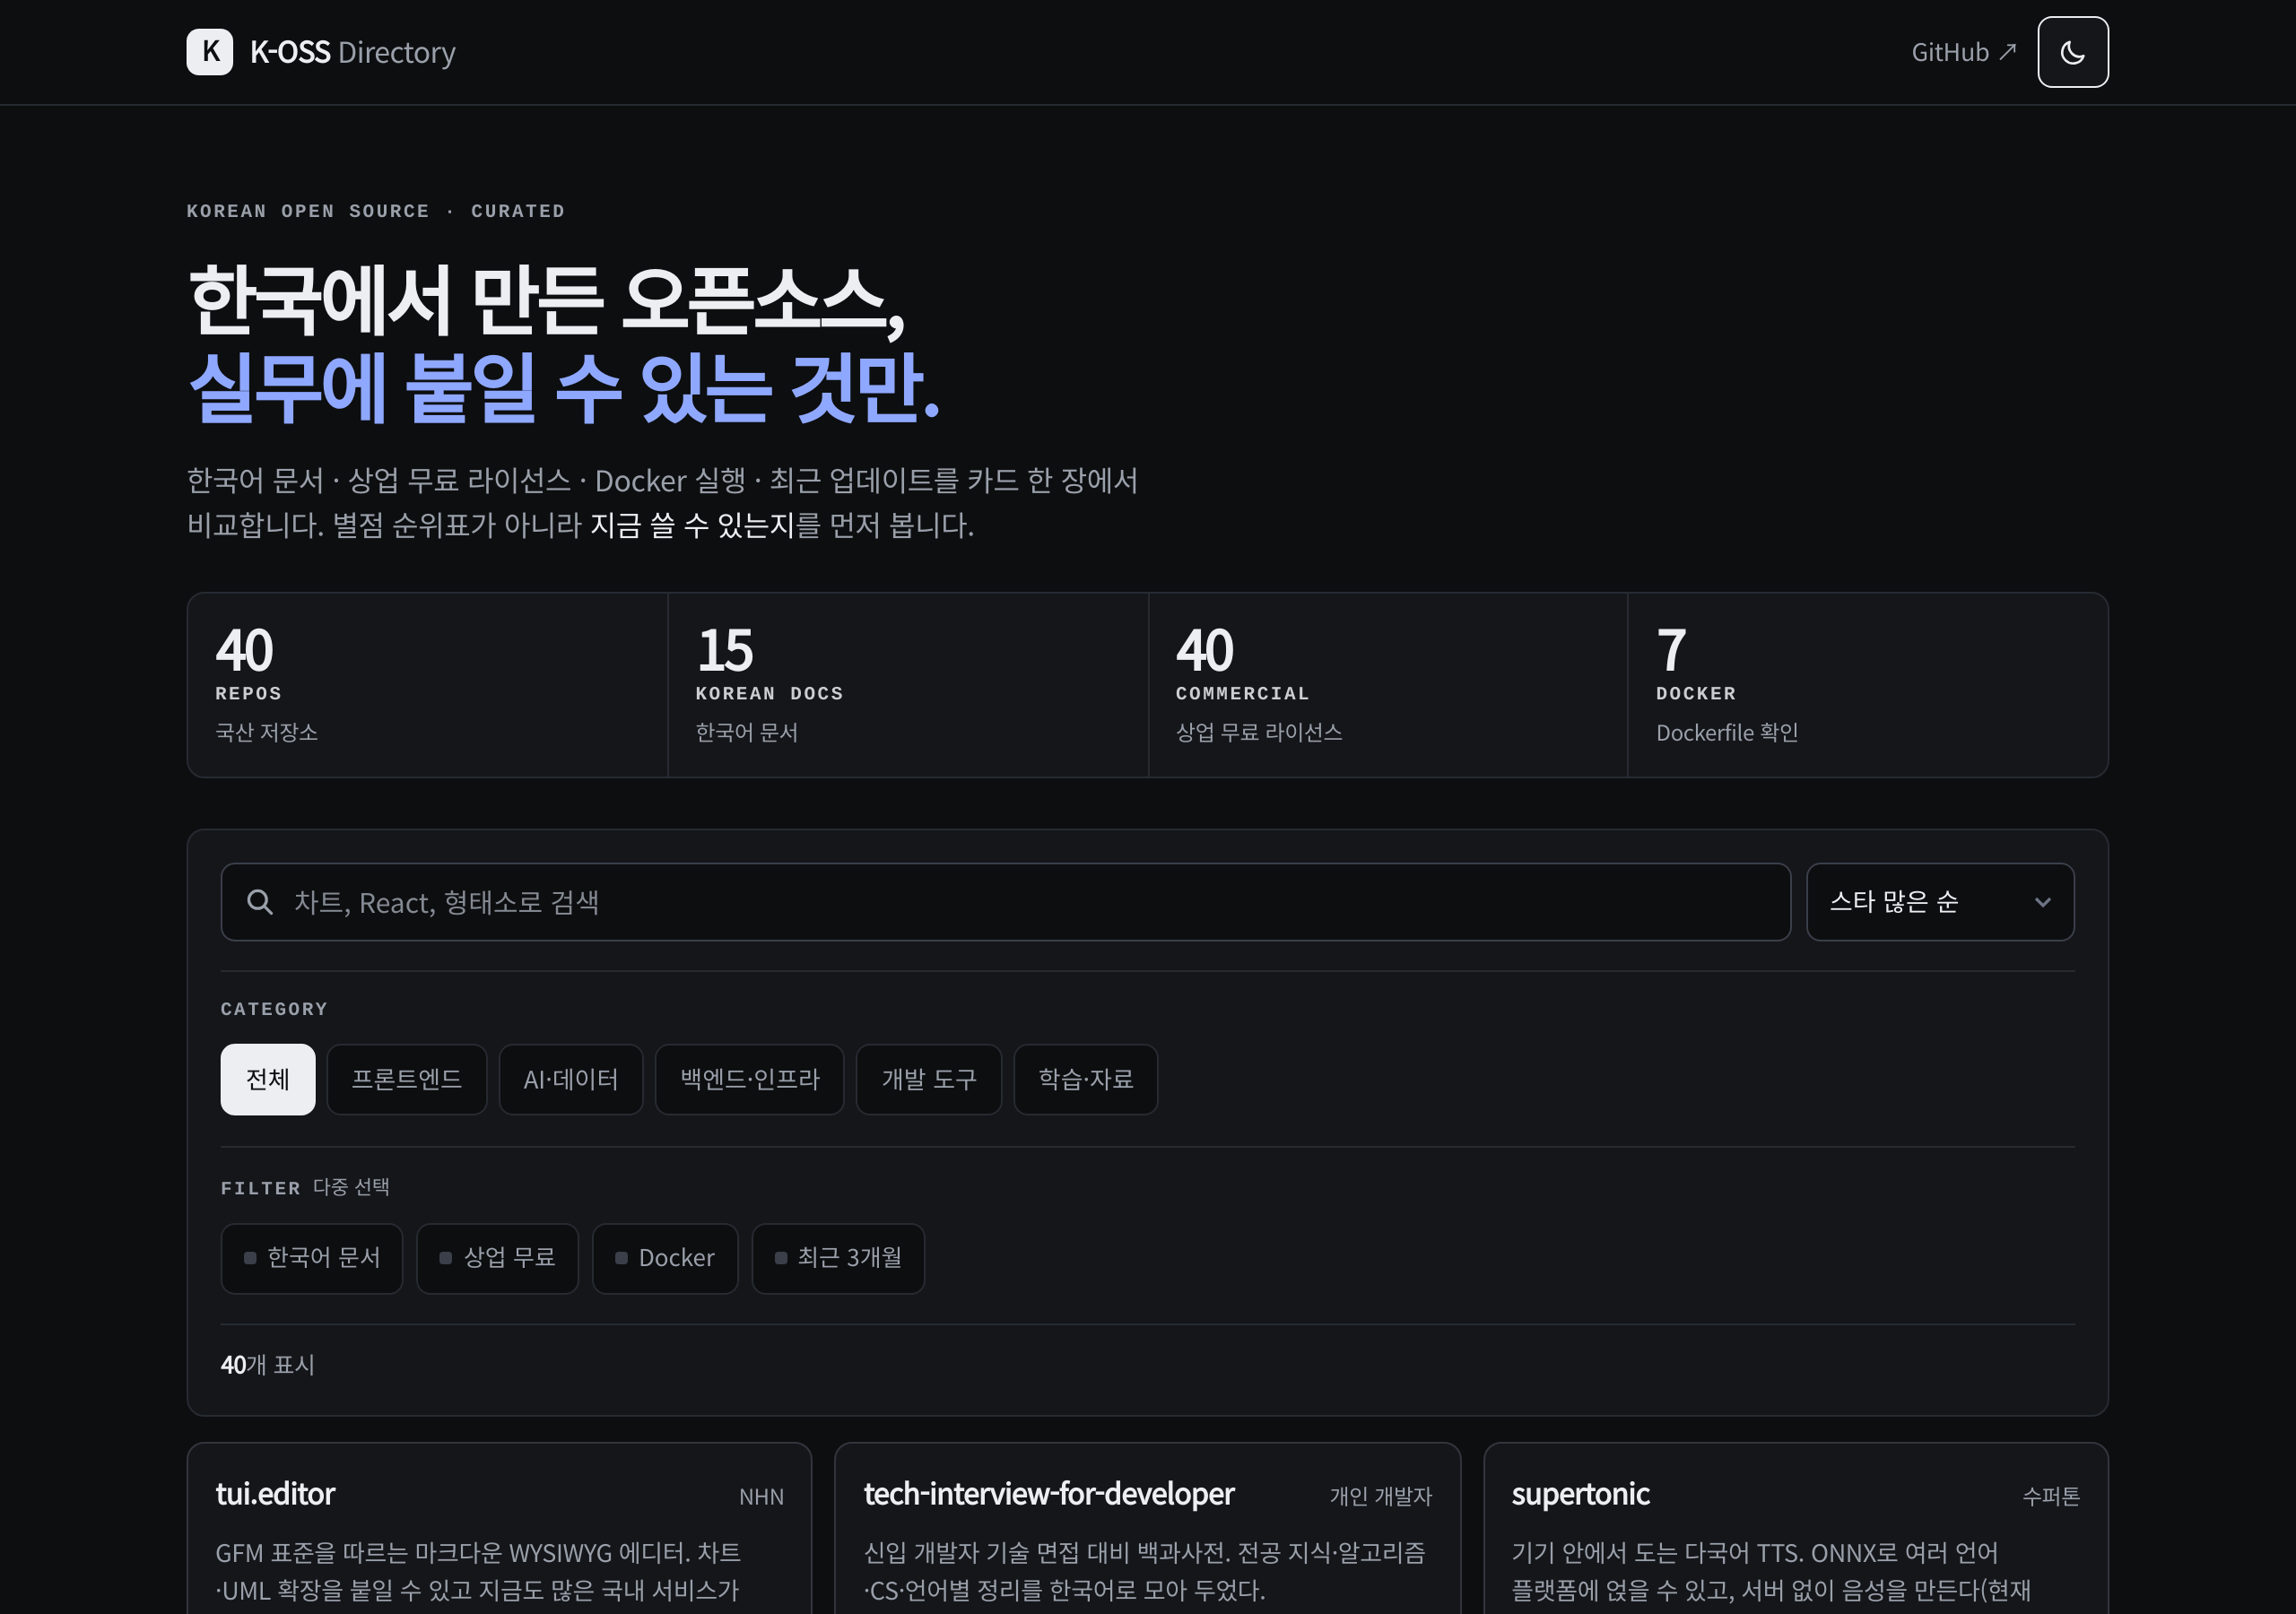 K K-OSS Directory
GitHub ↗
KOREAN OPEN SOURCE · CURATED
한국에서 만든 오픈소스,
실무에 붙일 수 있는 것만.
한국어 문서 · 상업 무료 라이선스 · Docker 실행 · 최근 업데이트를 카드 한 장에서
비교합니다. 별점 순위표가 아니라 지금 쓸 수 있는지를 먼저 봅니다.
40
REPOS
국산 저장소
15
KOREAN DOCS
한국어 문서
40
COMMERCIAL
상업 무료 라이선스
7
DOCKER
Dockerfile 확인
차트, React, 형태소로 검색
스타 많은 순
CATEGORY
전체 프론트엔드 AI·데이터 백엔드·인프라 개발 도구 학습·자료
FILTER 다중 선택
한국어 문서 상업 무료 Docker 최근 3개월
40개 표시
tui.editor NHN
GFM 표준을 따르는 마크다운 WYSIWYG 에디터. 차트
·UML 확장을 붙일 수 있고 지금도 많은 국내 서비스가
tech-interview-for-developer 개인 개발자
신입 개발자 기술 면접 대비 백과사전. 전공 지식·알고리즘
·CS·언어별 정리를 한국어로 모아 두었다.
supertonic 수퍼톤
기기 안에서 도는 다국어 TTS. ONNX로 여러 언어
플랫폼에 얹을 수 있고, 서버 없이 음성을 만든다(현재